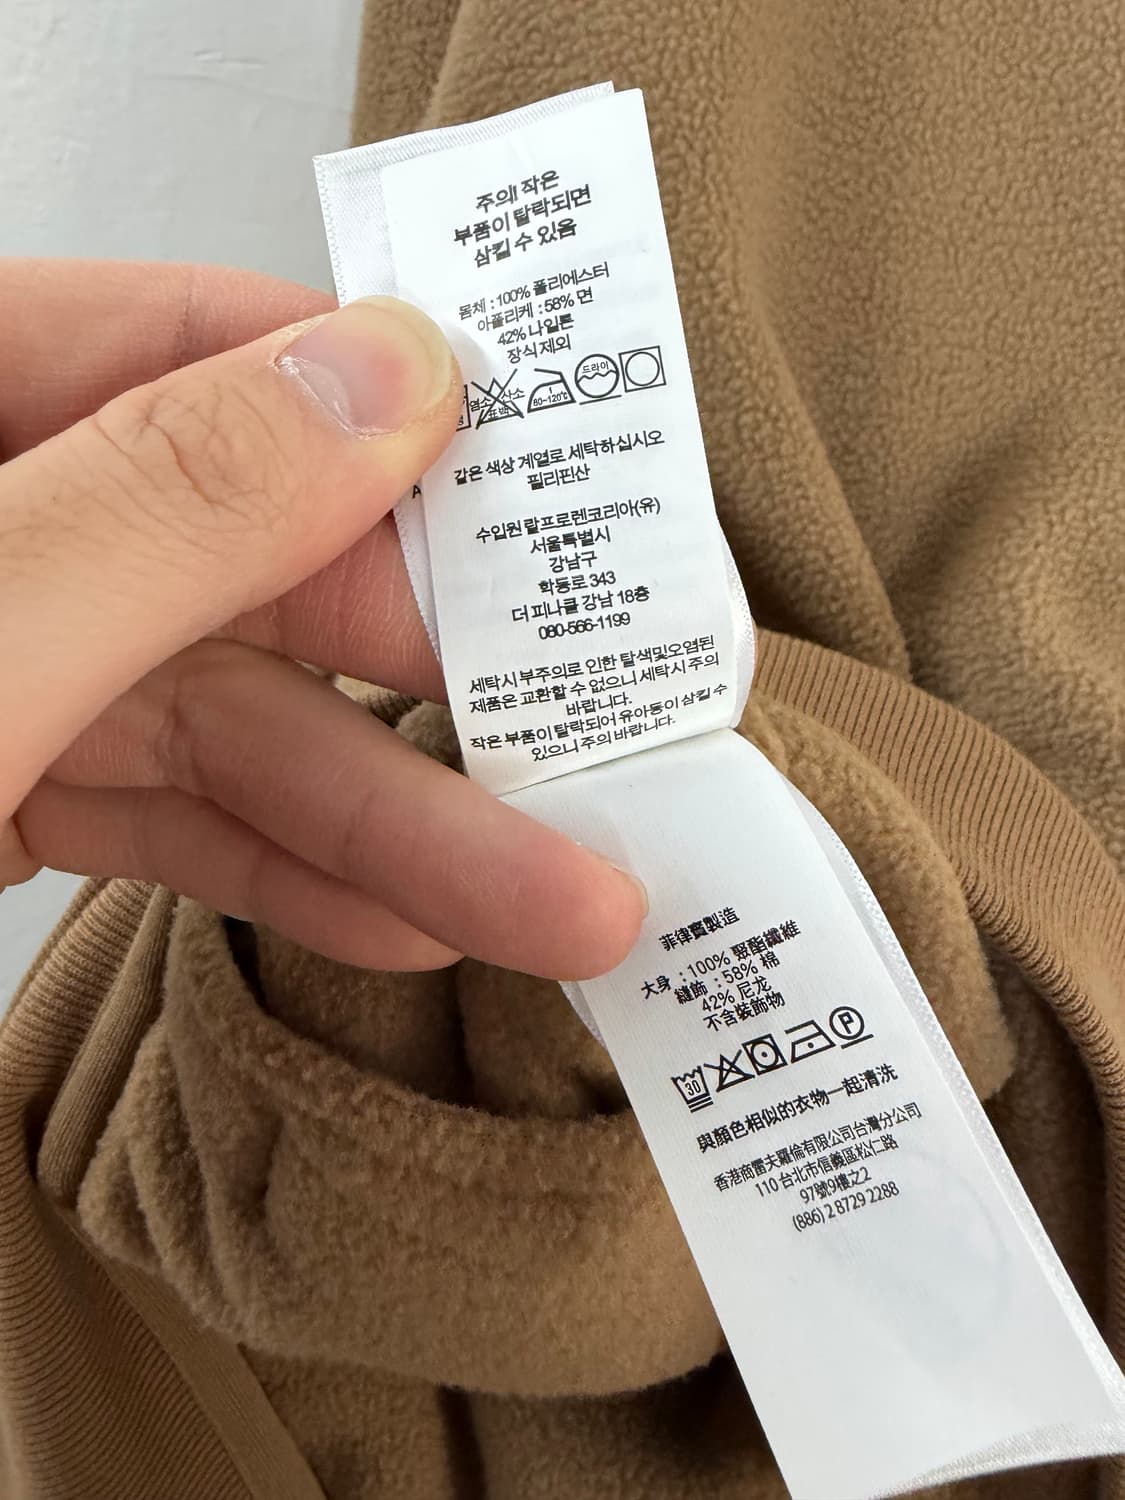 주의! 작은
부품이 탈락되면
삼킬 수 있음
몸체 : 100% 폴리에스터
아플리케 : 58% 면
42% 나일론
장식 제외
염소 산소
표백
80~120℃
드라이
같은 색상 계열로 세탁하십시오
필리핀산
수입원 랄프로렌코리아(유)
서울특별시
강남구
학동로 343
더 피나클 강남 18층
080-566-1199
세탁시 부주의로 인한 탈색및오염된
제품은 교환할 수 없으니 세탁시 주의
바랍니다.
작은 부품이 탈락되어 유아동이 삼킬 수
있으니 주의 바랍니다.
A
菲律賓製造
大身 : 100% 聚酯纖維
縫飾 : 58% 棉
42% 尼龙
不含裝飾物
30
P
與顏色相似的衣物一起清洗
香港商雷夫羅倫有限公司台灣分公司
110 台北市信義區松仁路
97號9樓之2
(886) 2 8729 2288